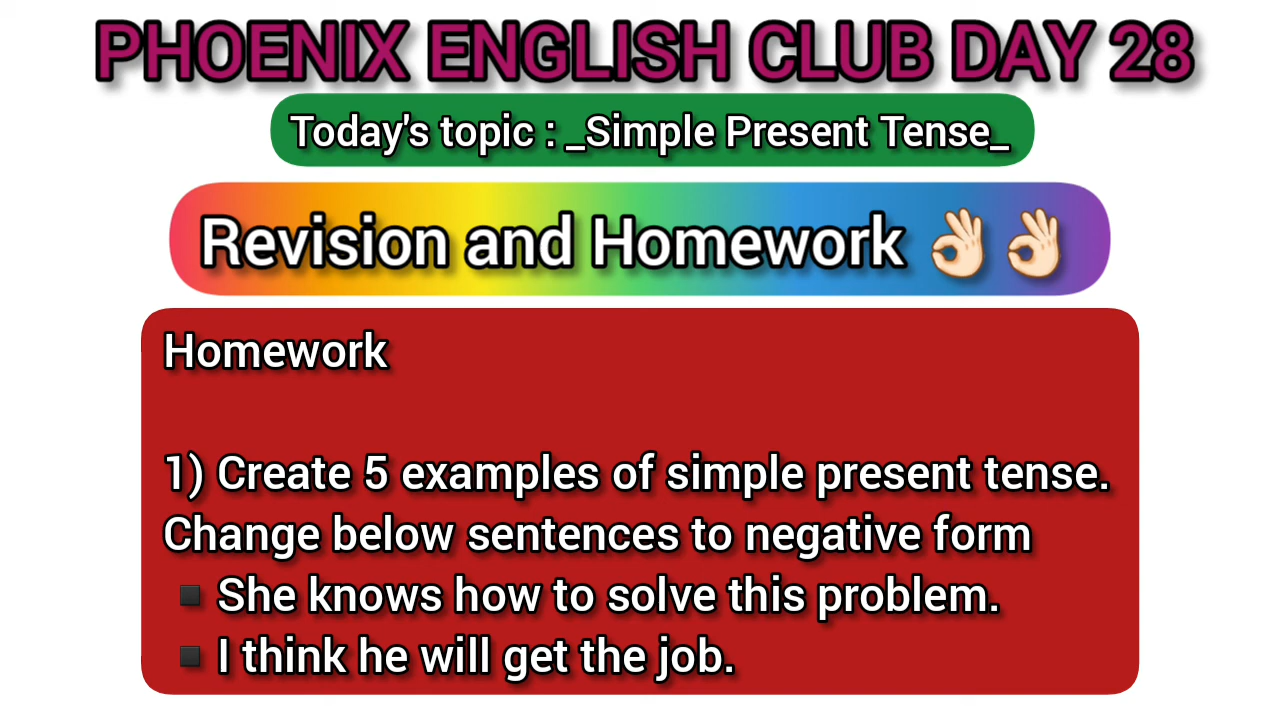 PHOENIX ENGLISH CLUB DAY 28
Today's topic : _Simple Present Tense_
Revision and Homework 👌🏻👌🏻
Homework
1) Create 5 examples of simple present tense.
Change below sentences to negative form
▪️She knows how to solve this problem.
▪️I think he will get the job.